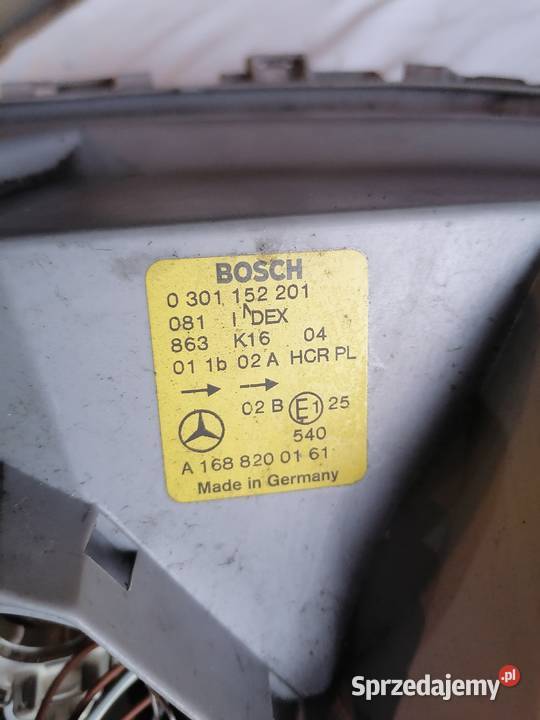 BOSCH
0 301 152 201
081 I DEX
863 K16 04
01 1b 02 A HCR PL
02 B E1 25
540
A 168 820 01 61
Made in Germany
Sprzedajemy.pl